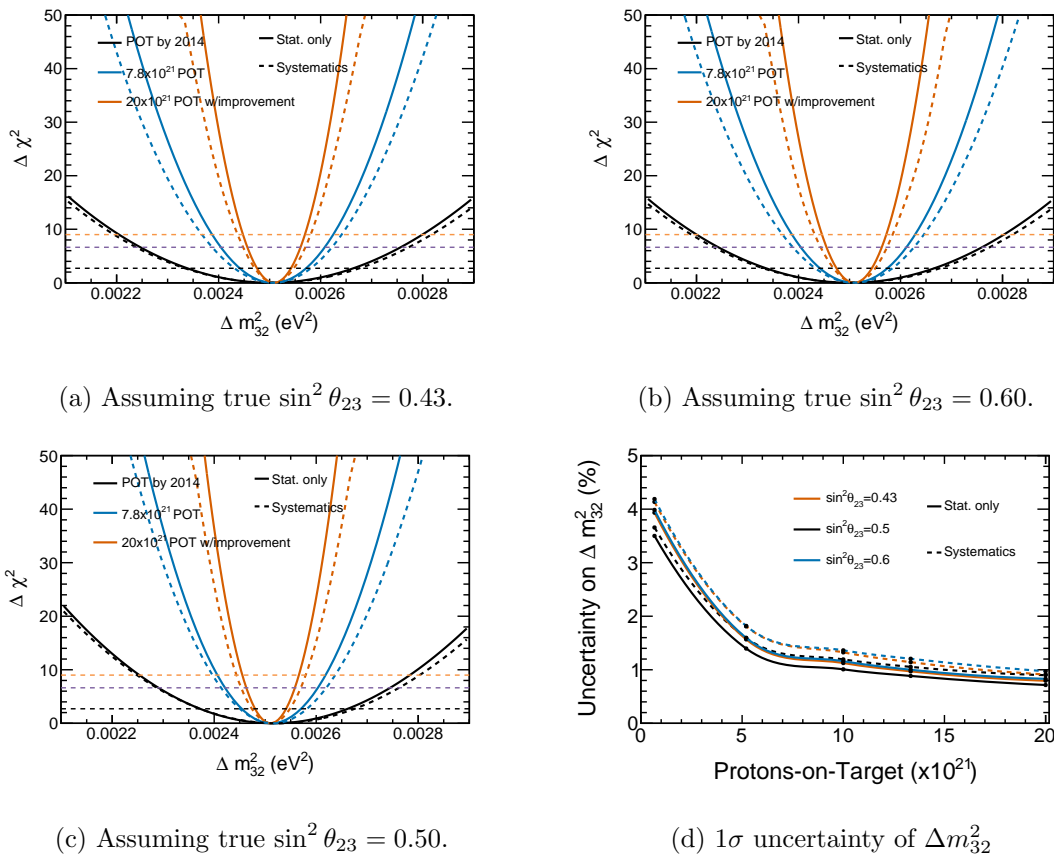 50
40
30
20
10
0
Δ χ²
POT by 2014
7.8x10²¹ POT
20x10²¹ POT w/improvement
Stat. only
Systematics
0.0022 0.0024 0.0026 0.0028
Δ m²₃₂ (eV²)
(a) Assuming true sin² θ₂₃ = 0.43.
50
40
30
20
10
0
Δ χ²
POT by 2014
7.8x10²¹ POT
20x10²¹ POT w/improvement
Stat. only
Systematics
0.0022 0.0024 0.0026 0.0028
Δ m²₃₂ (eV²)
(b) Assuming true sin² θ₂₃ = 0.60.
50
40
30
20
10
0
Δ χ²
POT by 2014
7.8x10²¹ POT
20x10²¹ POT w/improvement
Stat. only
Systematics
0.0022 0.0024 0.0026 0.0028
Δ m²₃₂ (eV²)
(c) Assuming true sin² θ₂₃ = 0.50.
5
4
3
2
1
0
Uncertainty on Δ m²₃₂ (%)
sin²θ₂₃=0.43
sin²θ₂₃=0.5
sin²θ₂₃=0.6
Stat. only
Systematics
0 5 10 15 20
Protons-on-Target (x10²¹)
(d) 1σ uncertainty of Δm²₃₂